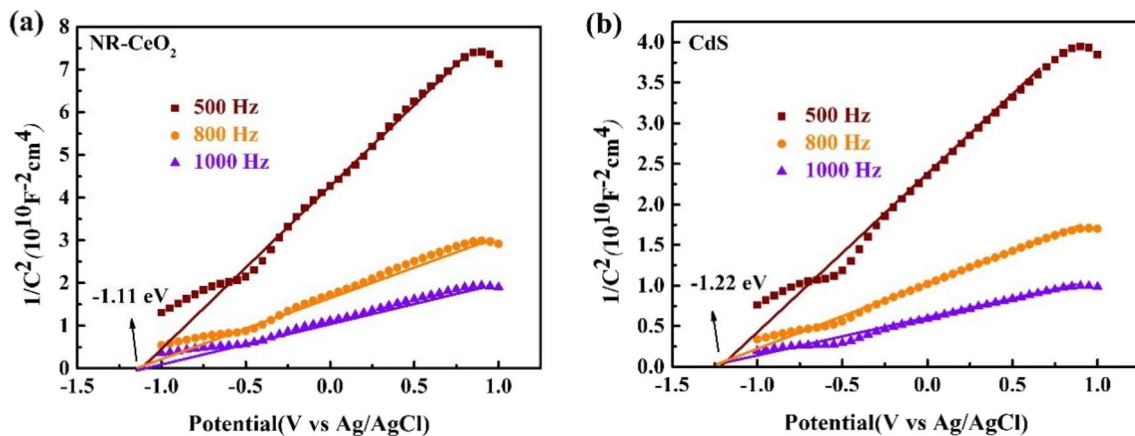 (a)
NR-CeO₂
500 Hz
800 Hz
1000 Hz
-1.11 eV
1/C²(10¹⁰F⁻²cm⁴)
8
7
6
5
4
3
2
1
0
-1.5 -1.0 -0.5 0.0 0.5 1.0
Potential(V vs Ag/AgCl)
(b)
CdS
500 Hz
800 Hz
1000 Hz
-1.22 eV
1/C²(10¹⁰F⁻²cm⁴)
4.0
3.5
3.0
2.5
2.0
1.5
1.0
0.5
0.0
-1.5 -1.0 -0.5 0.0 0.5 1.0
Potential(V vs Ag/AgCl)